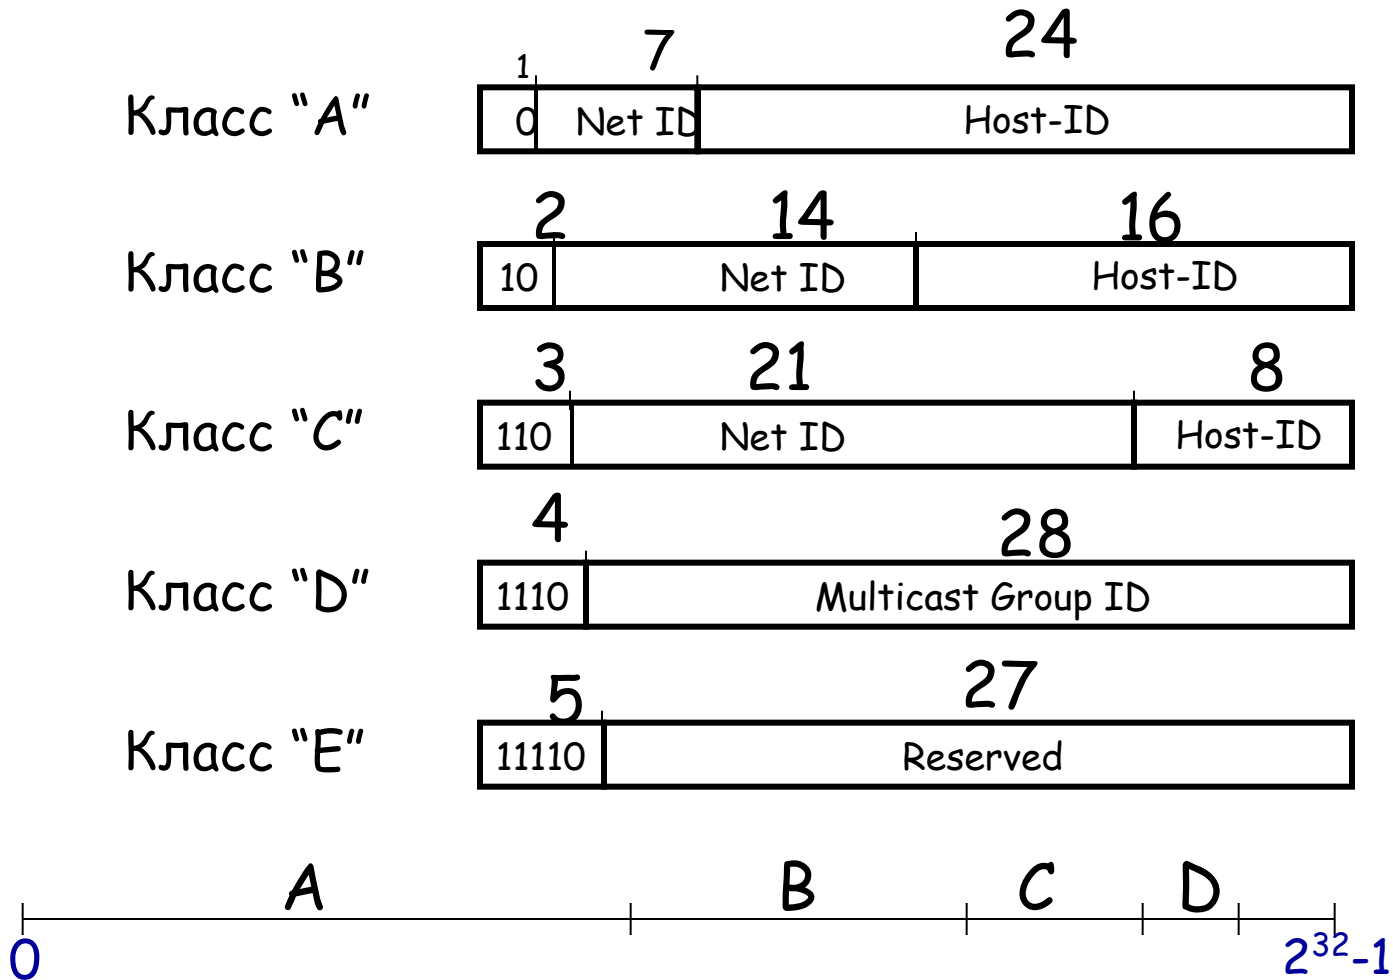 1 7 24
Класс “A” 0 Net ID Host-ID
2 14 16
Класс “B” 10 Net ID Host-ID
3 21 8
Класс “C” 110 Net ID Host-ID
4 28
Класс “D” 1110 Multicast Group ID
5 27
Класс “E” 11110 Reserved
A B C D
0 2³²-1